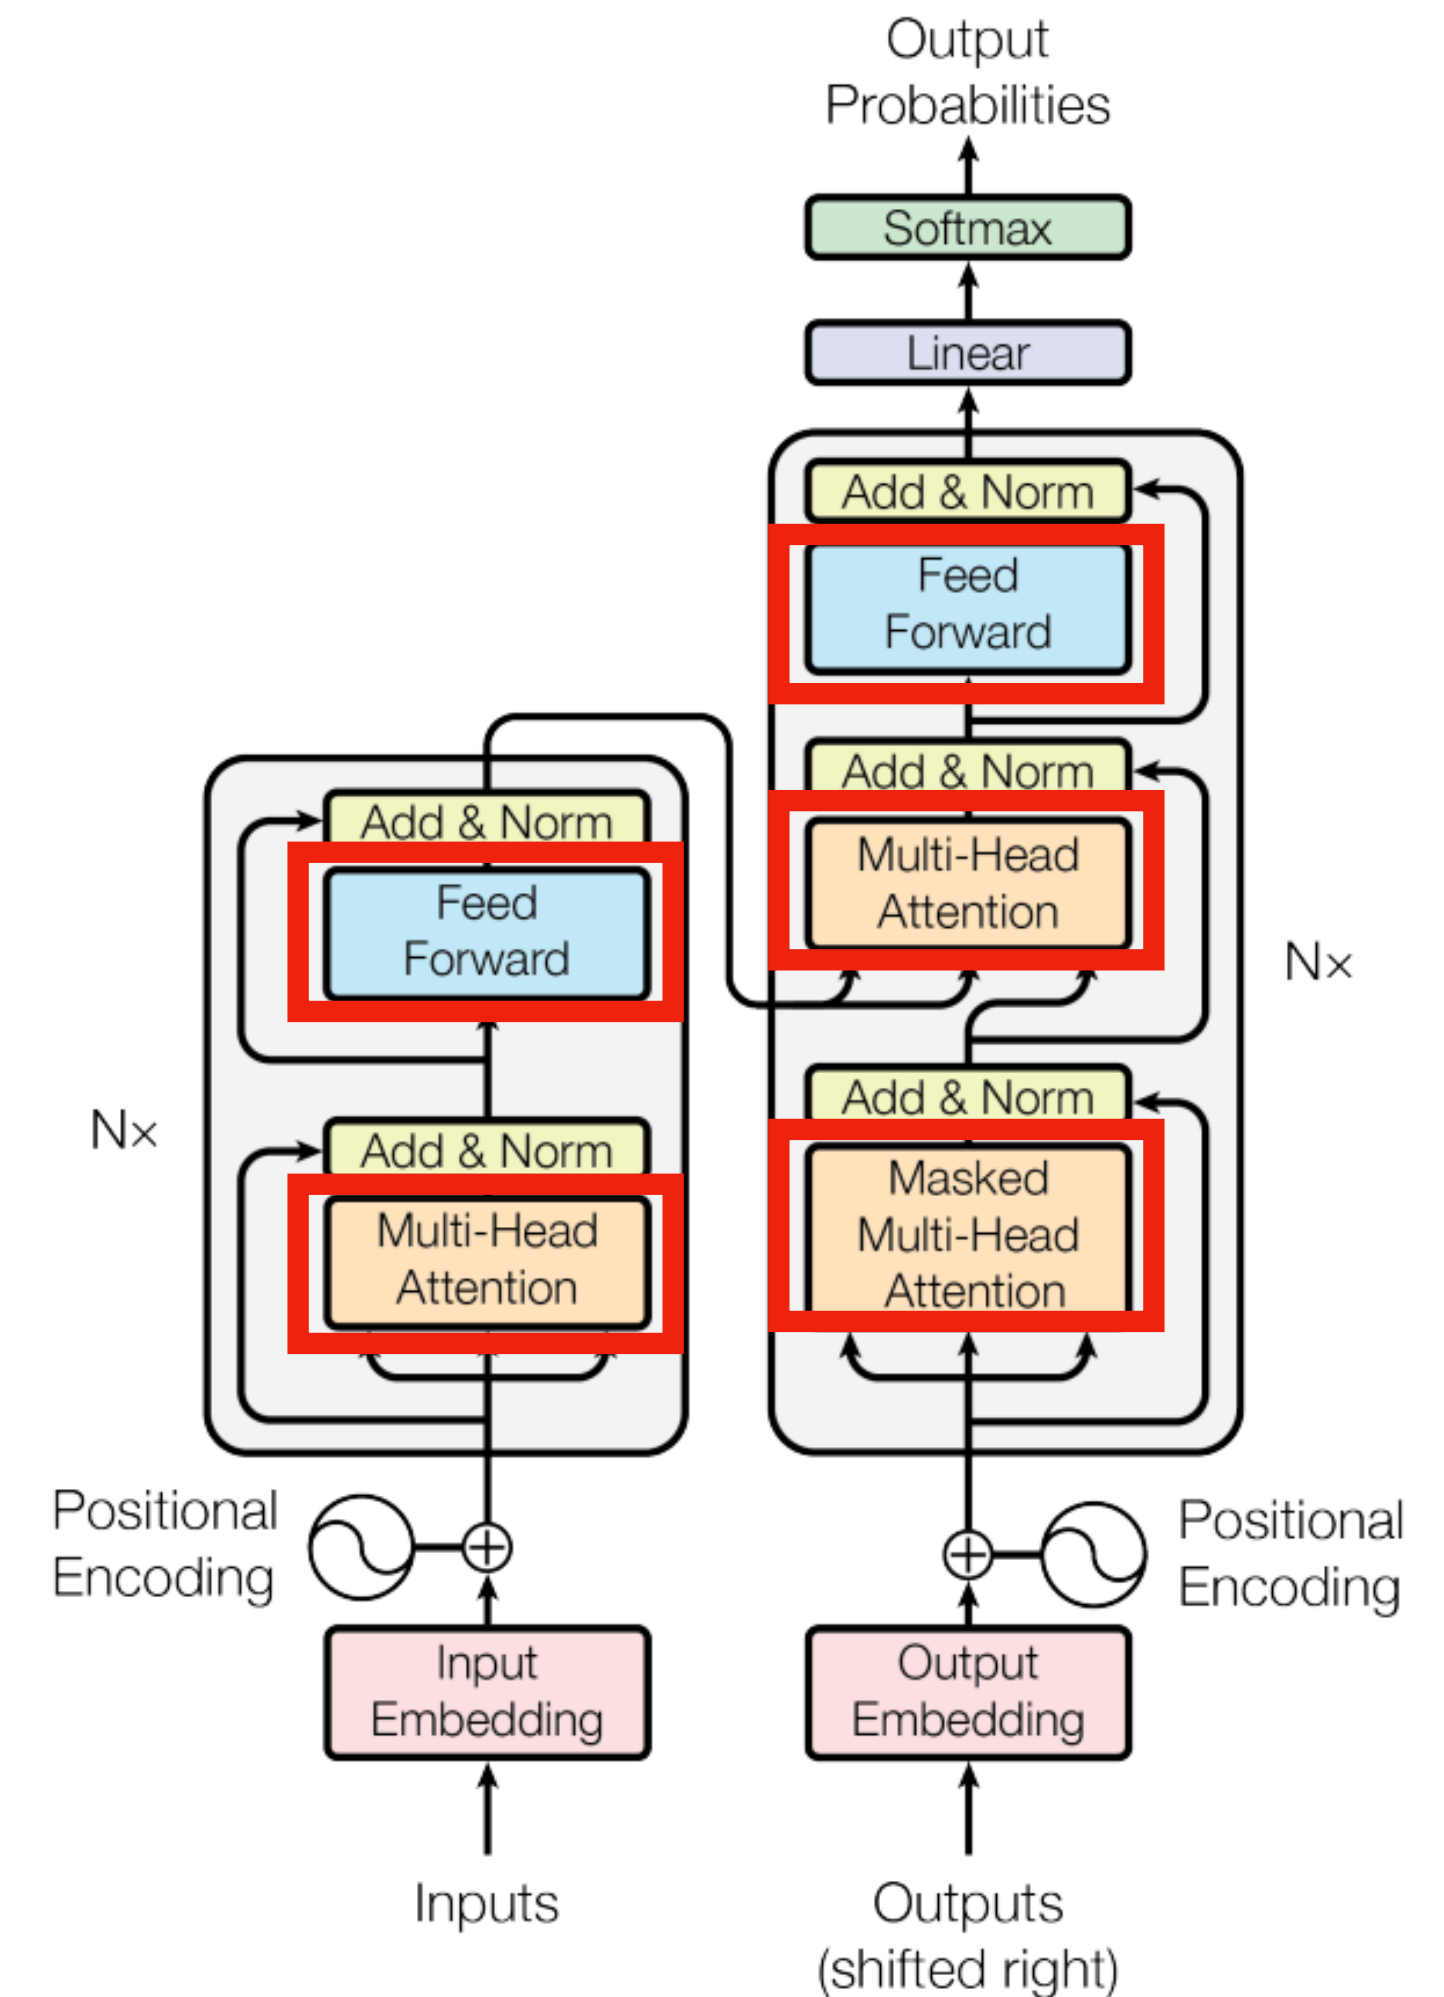 Output
Probabilities
Softmax
Linear
Add & Norm
Feed
Forward
Add & Norm
Multi-Head
Attention
Add & Norm
Masked
Multi-Head
Attention
Nx
Add & Norm
Feed
Forward
Add & Norm
Multi-Head
Attention
Nx
Positional
Encoding
Positional
Encoding
Input
Embedding
Output
Embedding
Inputs
Outputs
(shifted right)